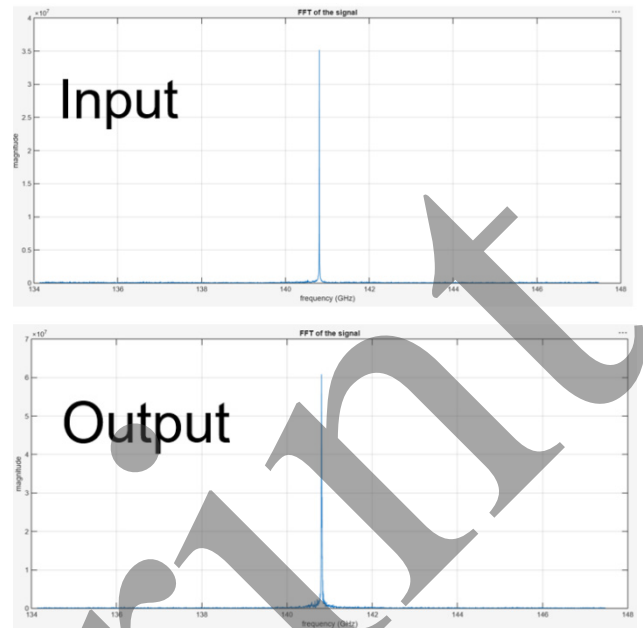 ×10⁷
FFT of the signal
4
3.5
3
2.5
2
1.5
1
0.5
0
Input
magnitude
134 136 138 140 142 144 146 148
frequency (GHz)
×10⁷
FFT of the signal
7
6
5
4
3
2
1
0
Output
magnitude
134 136 138 140 142 144 146 148
frequency (GHz)
int